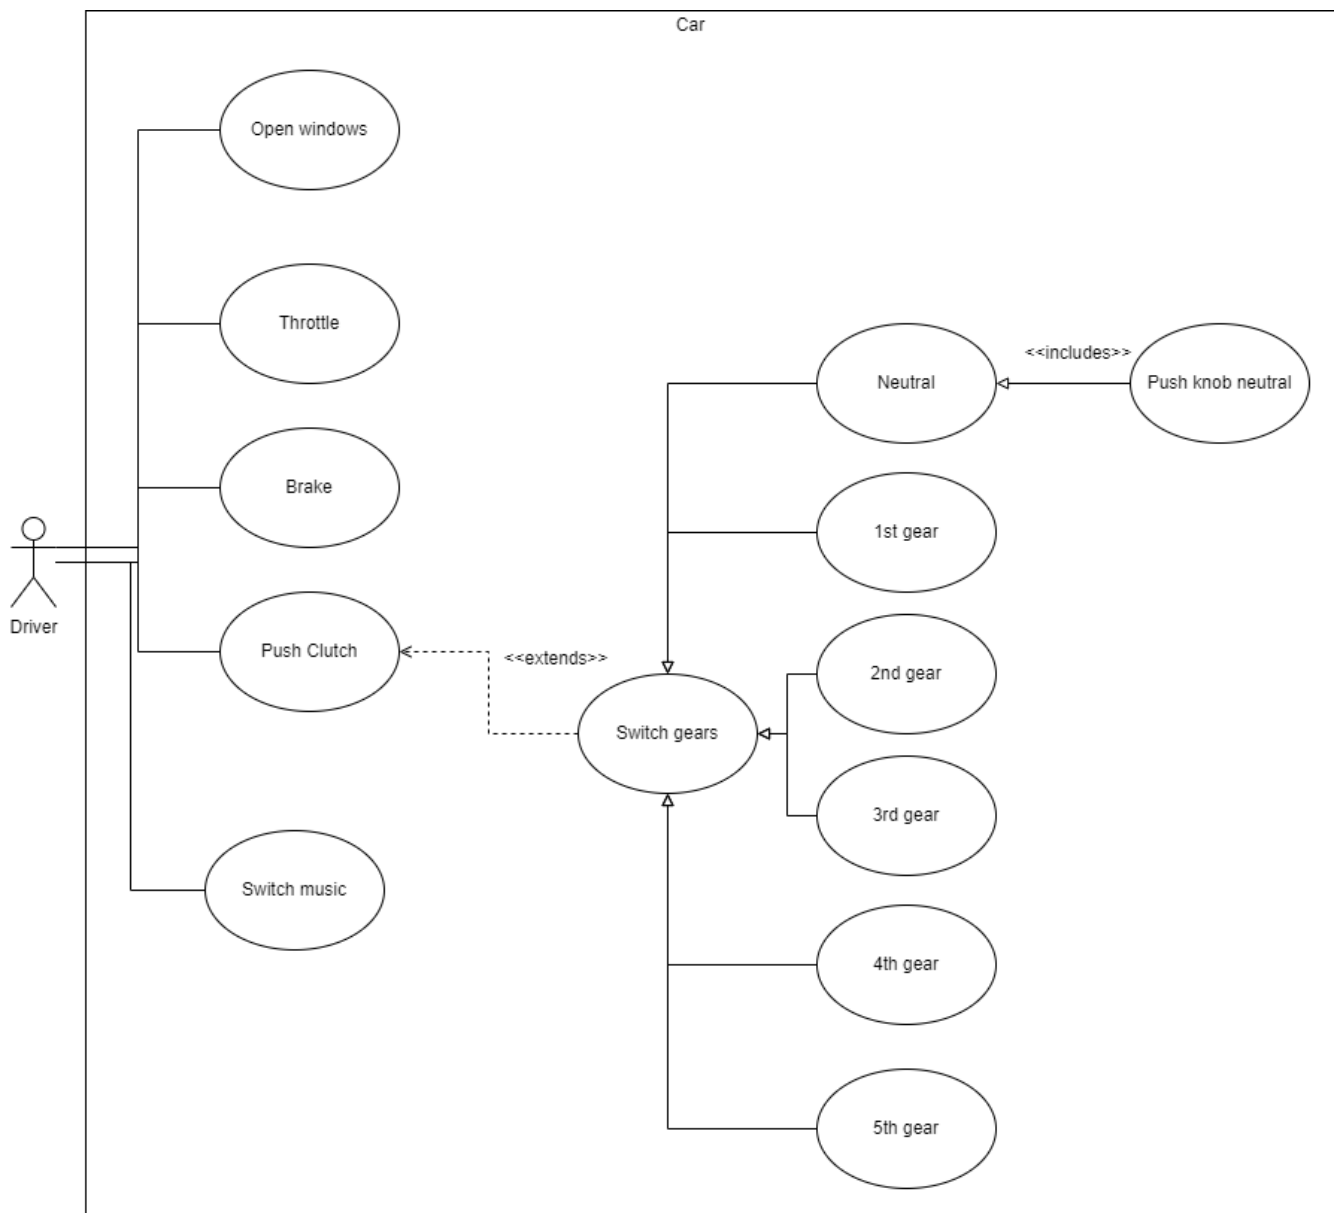 Car
Open windows
Throttle
Neutral
<<includes>>
Push knob neutral
Brake
1st gear
Driver
Push Clutch
<<extends>>
2nd gear
Switch gears
3rd gear
Switch music
4th gear
5th gear